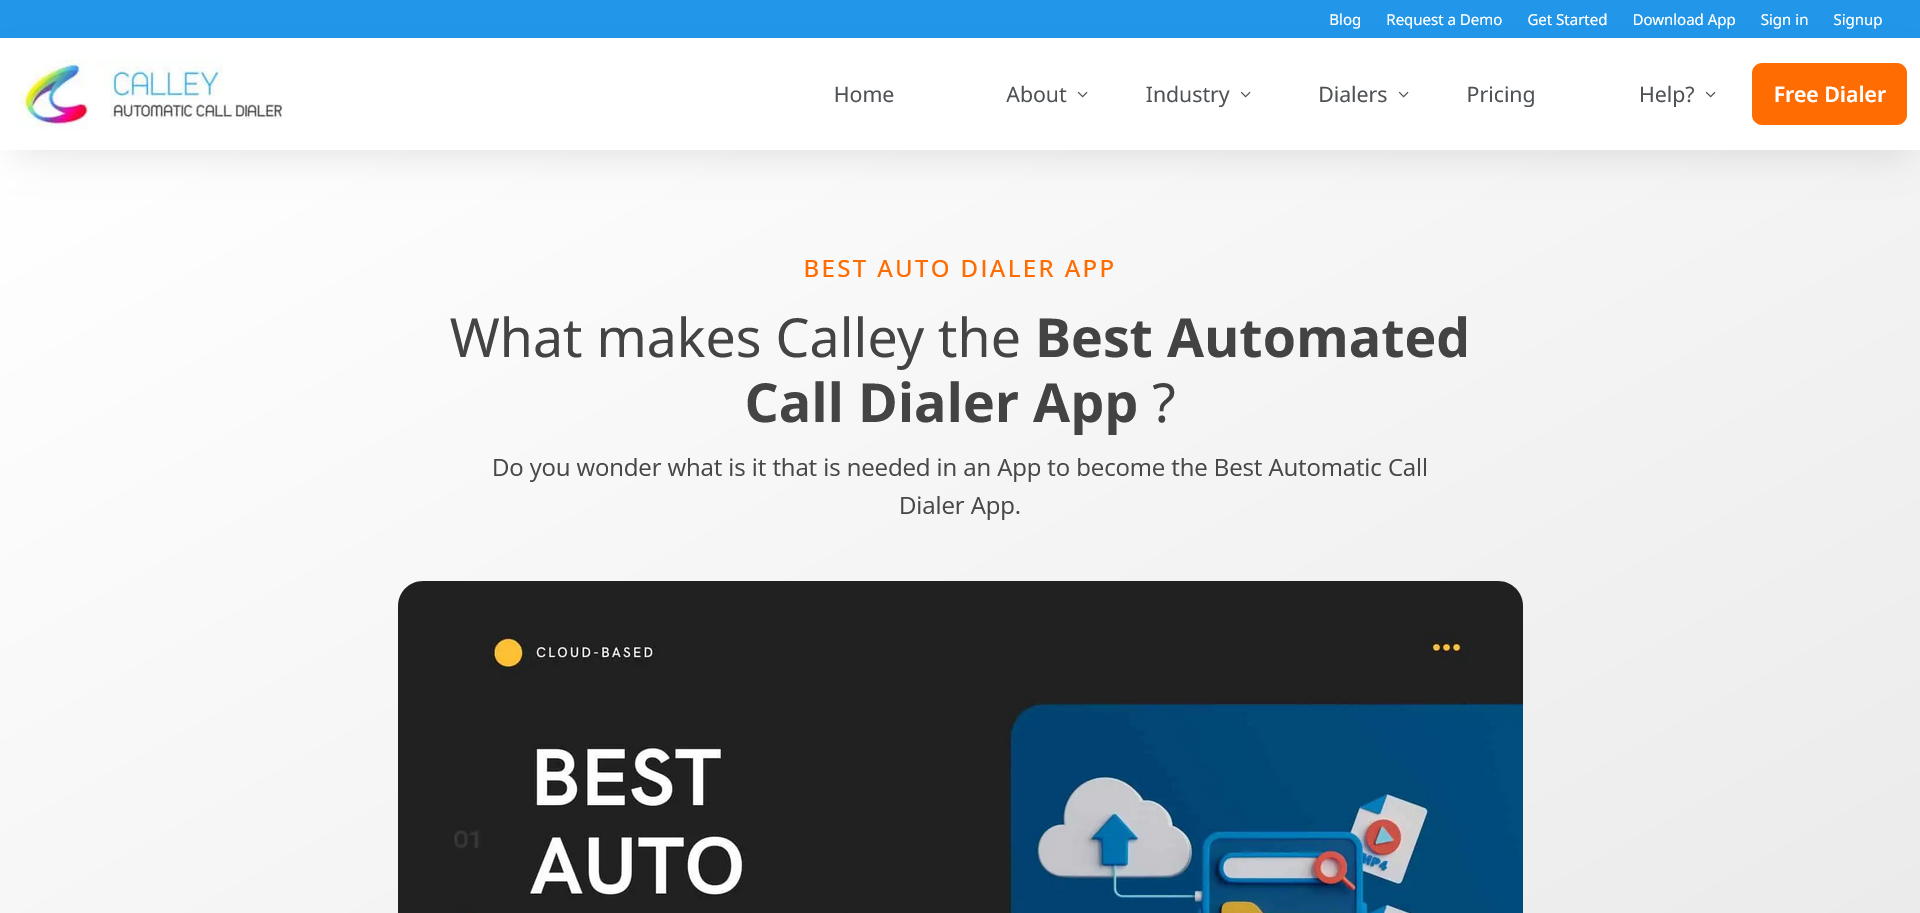 Blog Request a Demo Get Started Download App Sign in Signup
CALLEY
AUTOMATIC CALL DIALER
Home About Industry Dialers Pricing Help? Free Dialer
BEST AUTO DIALER APP
What makes Calley the Best Automated
Call Dialer App ?
Do you wonder what is it that is needed in an App to become the Best Automatic Call
Dialer App.
CLOUD-BASED
BEST
01
AUTO
MP4